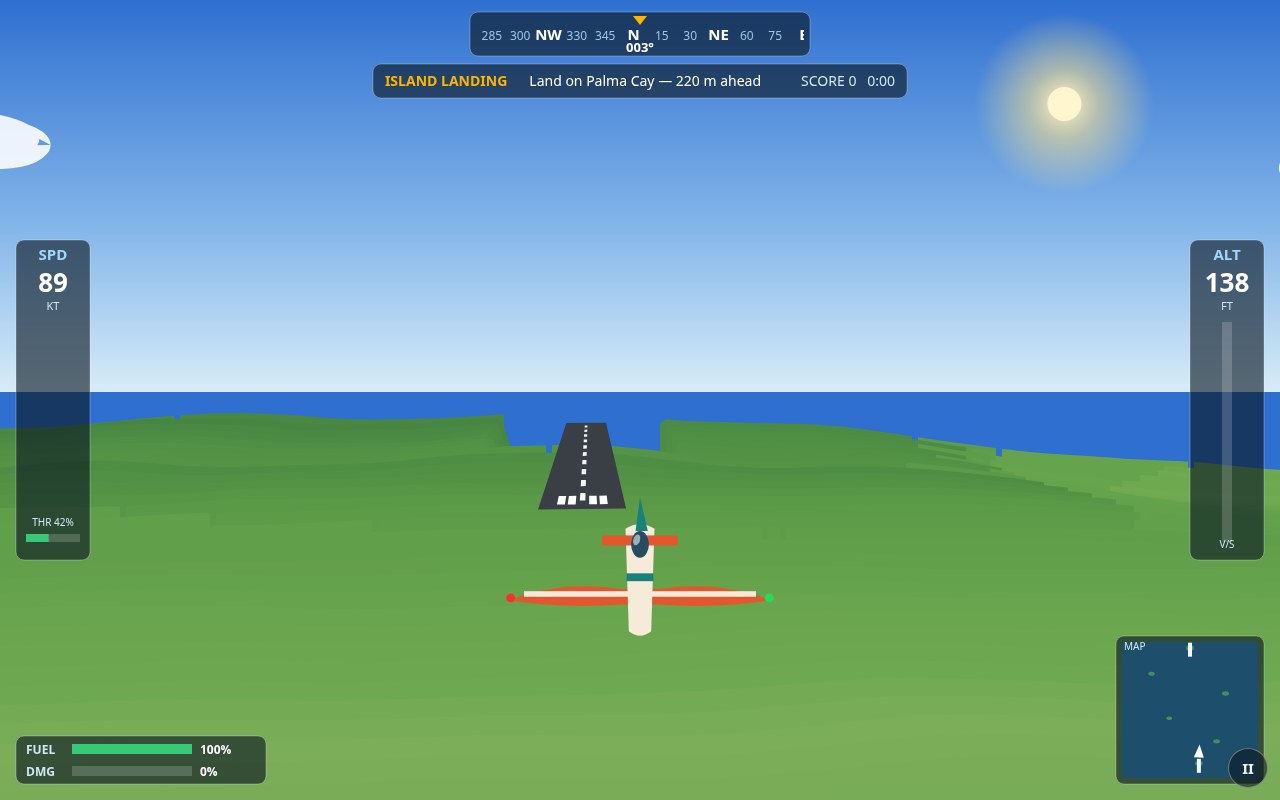 285 300 NW 330 345 N 15 30 NE 60 75
003°
ISLAND LANDING Land on Palma Cay — 220 m ahead SCORE 0 0:00
SPD
89
KT
THR 42%
ALT
138
FT
V/S
MAP
FUEL 100%
DMG 0%
II